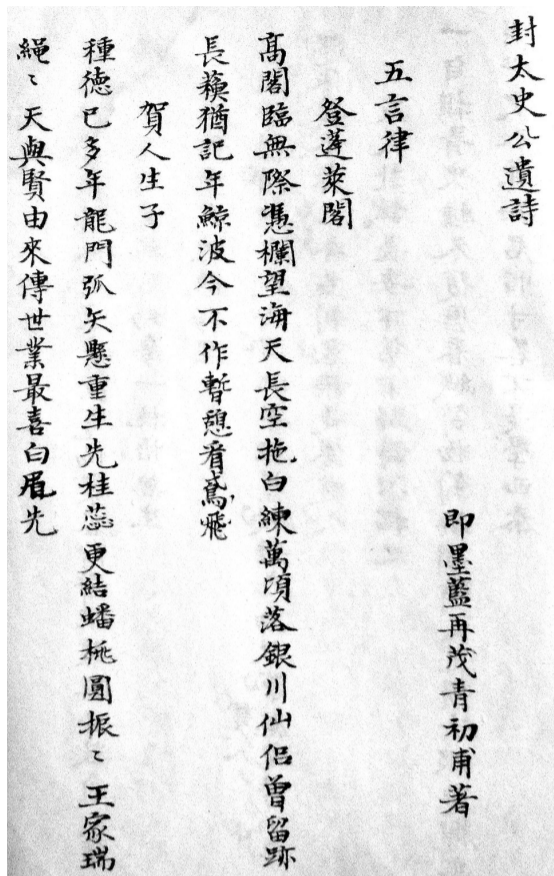 封太史公遺詩
即墨藍再茂青初甫著
五言律
登蓬萊閣
高閣臨無際憑欄望海天長空拖白練萬頃落銀川仙侶曾留跡
長蘋猶記年鯨波今不作暫憩看鳶飛
賀人生子
種德已多年龍門弧矢懸重生先桂蕊更結蟠桃圓振〻王家瑞
繩〻天與賢由來傳世業最喜白眉先